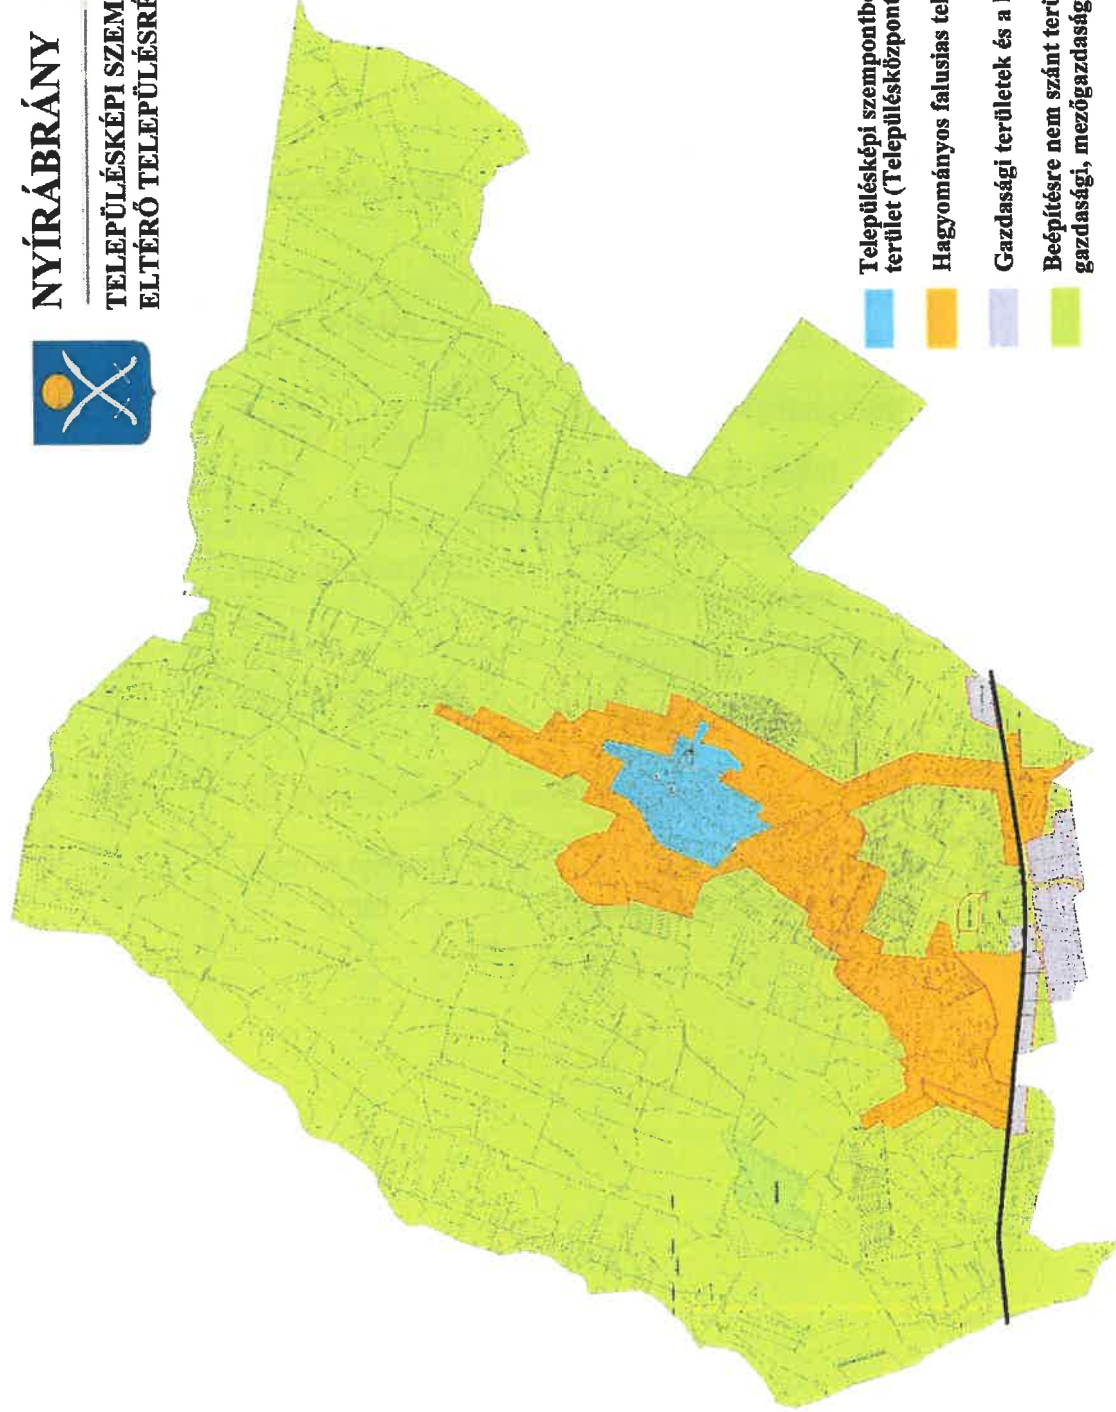 NYÍRÁBRÁNY
TELEPÜLÉSKÉPI SZEM
ELTÉRŐ TELEPÜLÉSRÉ
Településképi szempontbó
terület (Településközpont
Hagyományos falusias tel
Gazdasági területek és a
Beépítésre nem szánt terü
gazdasági, mezőgazdaság